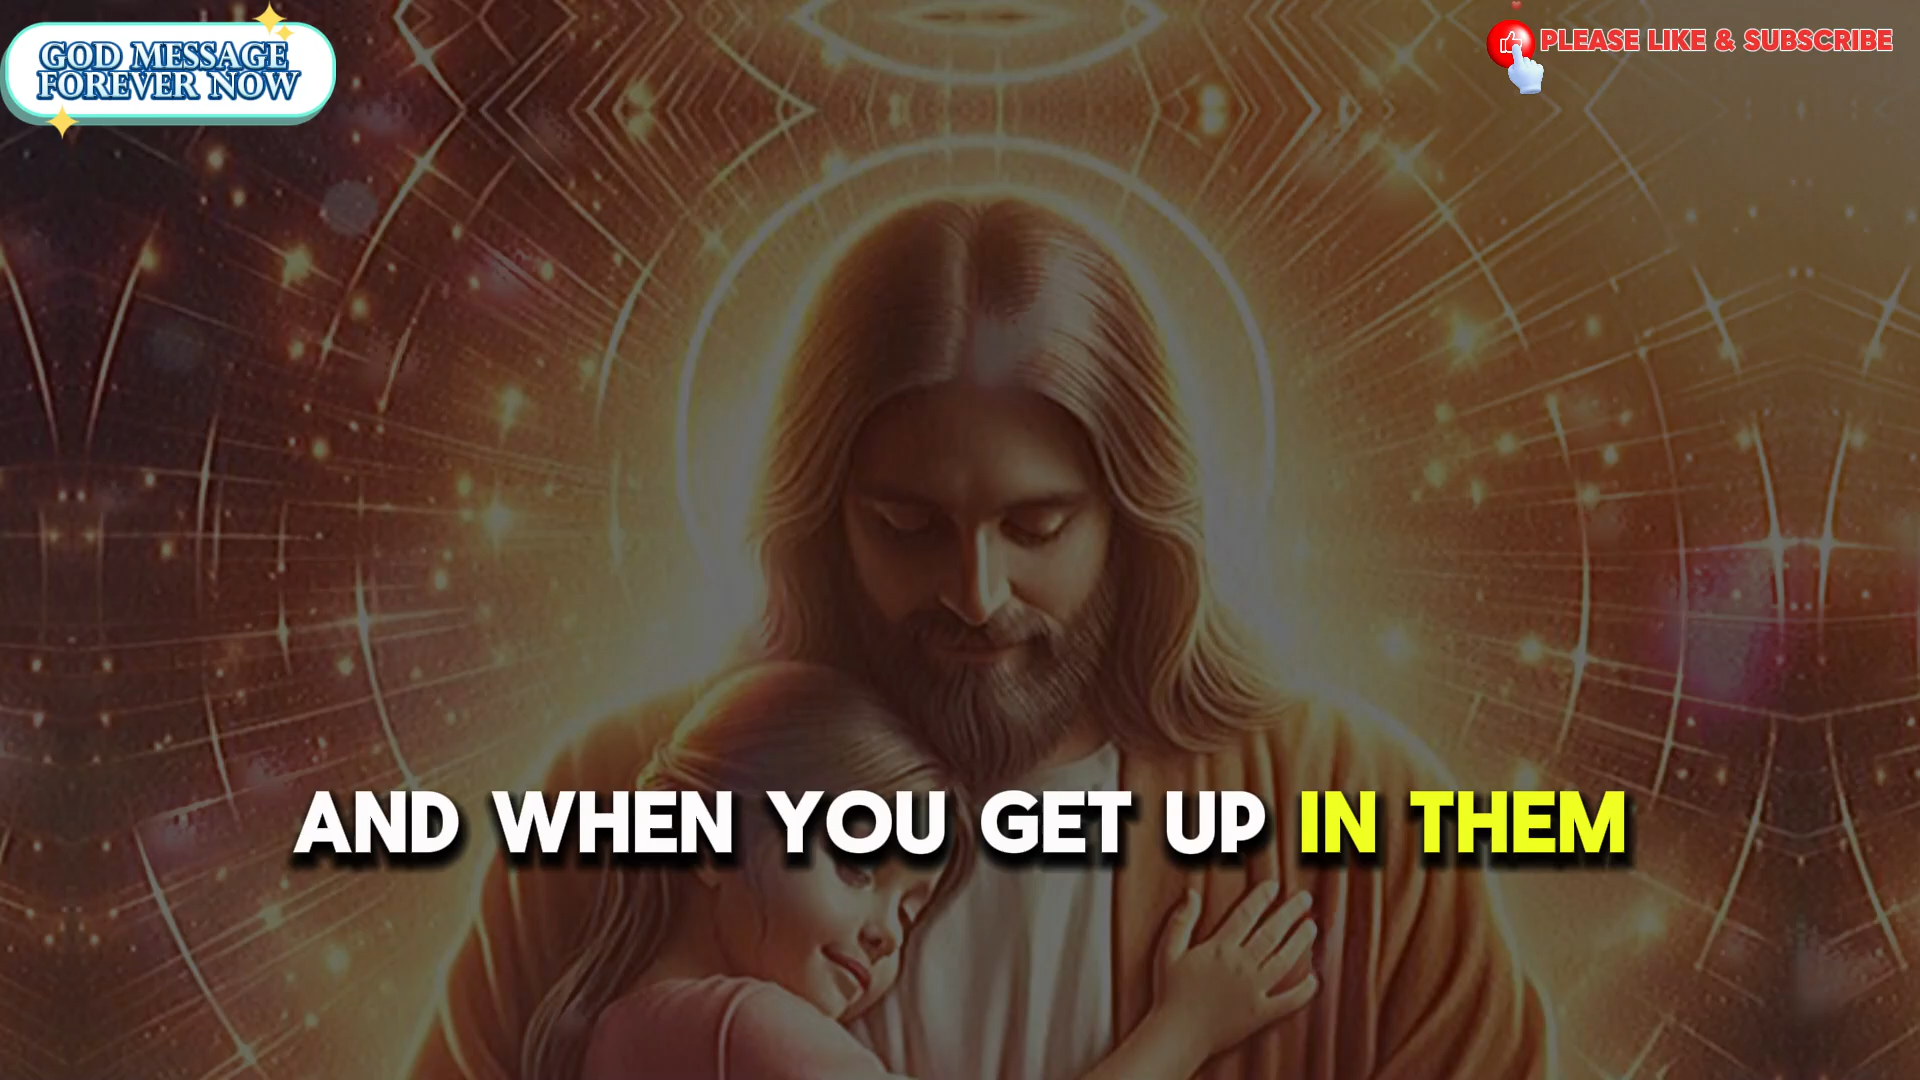 GOD MESSAGE
FOREVER NOW
PLEASE LIKE & SUBSCRIBE
AND WHEN YOU GET UP IN THEM